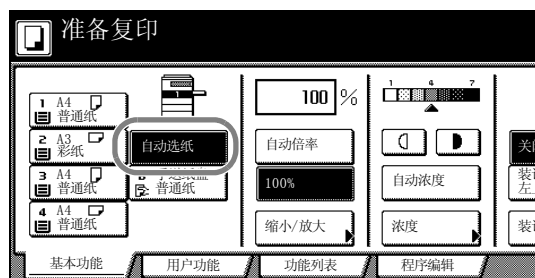 准备复印
1 A4
普通纸
2 A3
彩纸
3 A4
普通纸
4 A4
普通纸
1
自动选纸
普通纸
100 %
自动倍率
100%
缩小/放大
1 4 7
自动浓度
浓度
装
左
装
基本功能
用户功能
功能列表
程序编辑